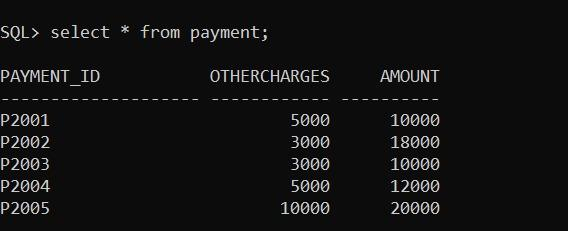 SQL> select * from payment;
PAYMENT_ID           OTHERCHARGES     AMOUNT
-------------------- ------------ ----------
P2001                        5000      10000
P2002                        3000      18000
P2003                        3000      10000
P2004                        5000      12000
P2005                       10000      20000